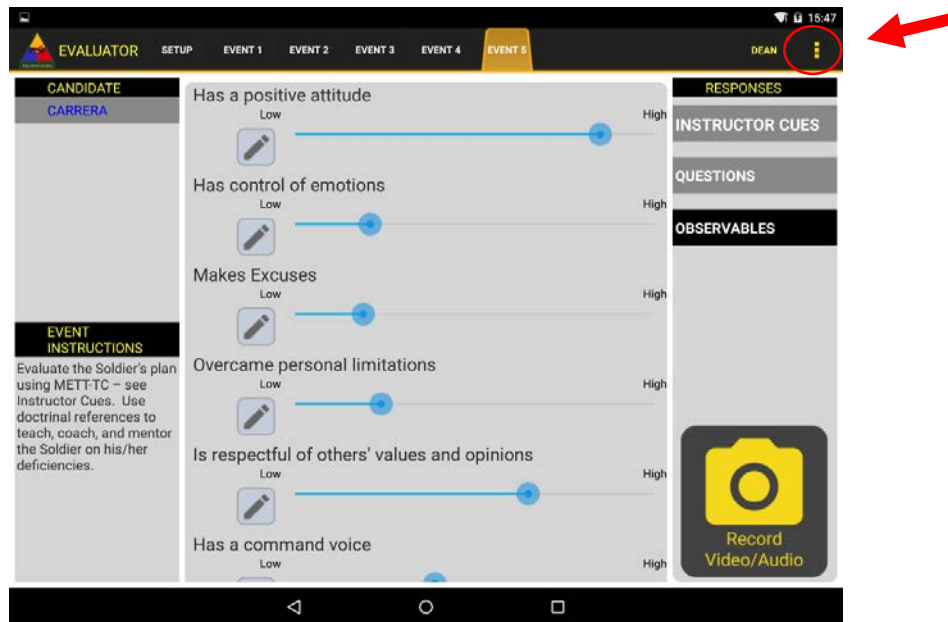 15:47
EVALUATOR SETUP EVENT 1 EVENT 2 EVENT 3 EVENT 4 EVENT 5 DEAN
CANDIDATE
CARRERA
EVENT
INSTRUCTIONS
Evaluate the Soldier's plan
using METT-TC – see
Instructor Cues. Use
doctrinal references to
teach, coach, and mentor
the Soldier on his/her
deficiencies.
Has a positive attitude
Low High
Has control of emotions
Low High
Makes Excuses
Low High
Overcame personal limitations
Low High
Is respectful of others' values and opinions
Low High
Has a command voice
Low High
RESPONSES
INSTRUCTOR CUES
QUESTIONS
OBSERVABLES
Record
Video/Audio